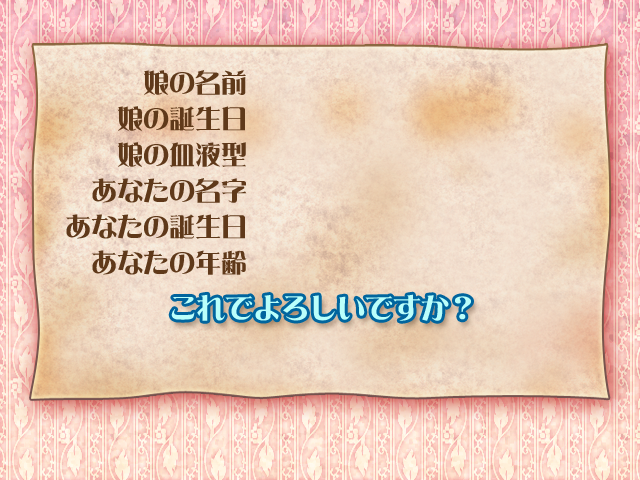 娘の名前
娘の誕生日
娘の血液型
あなたの名字
あなたの誕生日
あなたの年齢
これでよろしいですか？